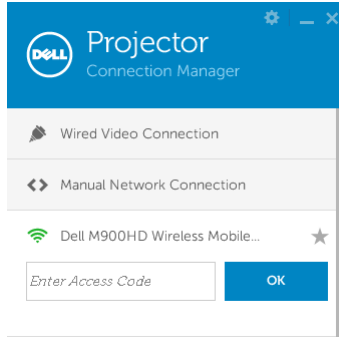 DELL
Projector
Connection Manager
Wired Video Connection
Manual Network Connection
Dell M900HD Wireless Mobile...
Enter Access Code
OK